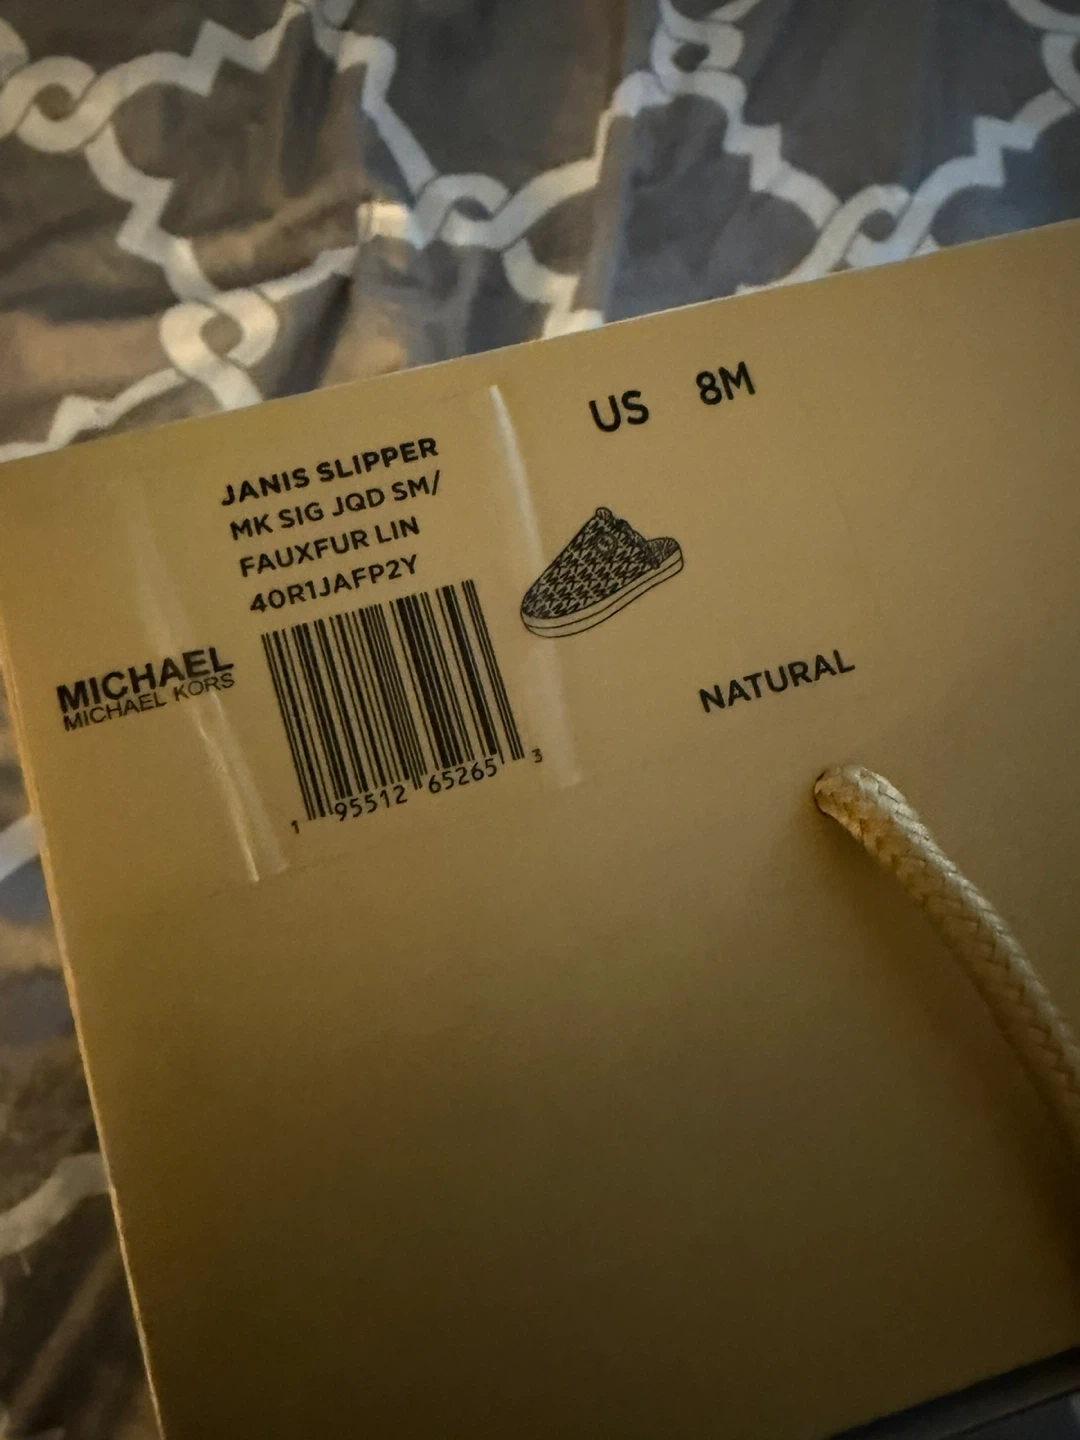 US 8M
JANIS SLIPPER
MK SIG JQD SM/
FAUXFUR LIN
40R1JAFP2Y
MICHAEL
MICHAEL KORS
1 95512 65265 3
NATURAL